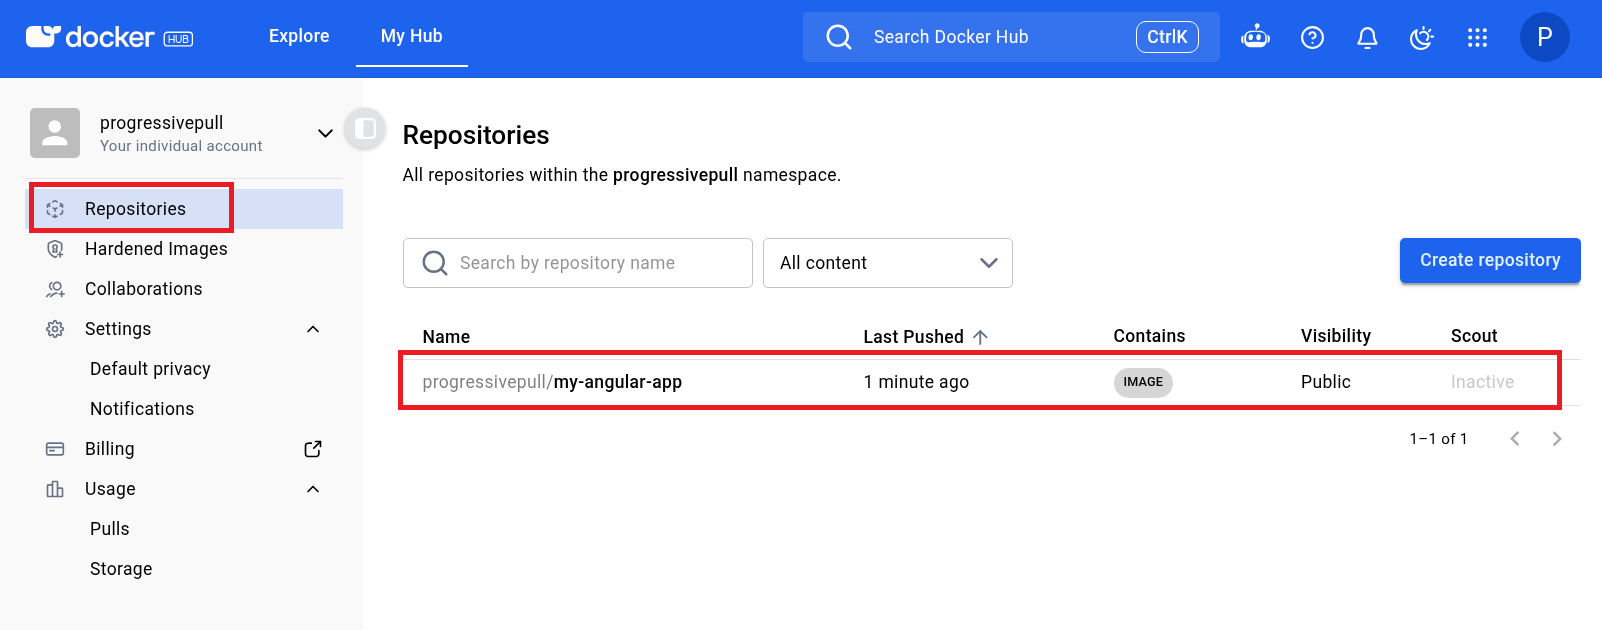 docker HUB
Explore
My Hub
Search Docker Hub
CtrlK
P
progressivepull
Your individual account
Repositories
Hardened Images
Collaborations
Settings
Default privacy
Notifications
Billing
Usage
Pulls
Storage
Repositories
All repositories within the progressivepull namespace.
Search by repository name
All content
Create repository
Name Last Pushed Contains Visibility Scout
progressivepull/my-angular-app 1 minute ago IMAGE Public Inactive
1–1 of 1